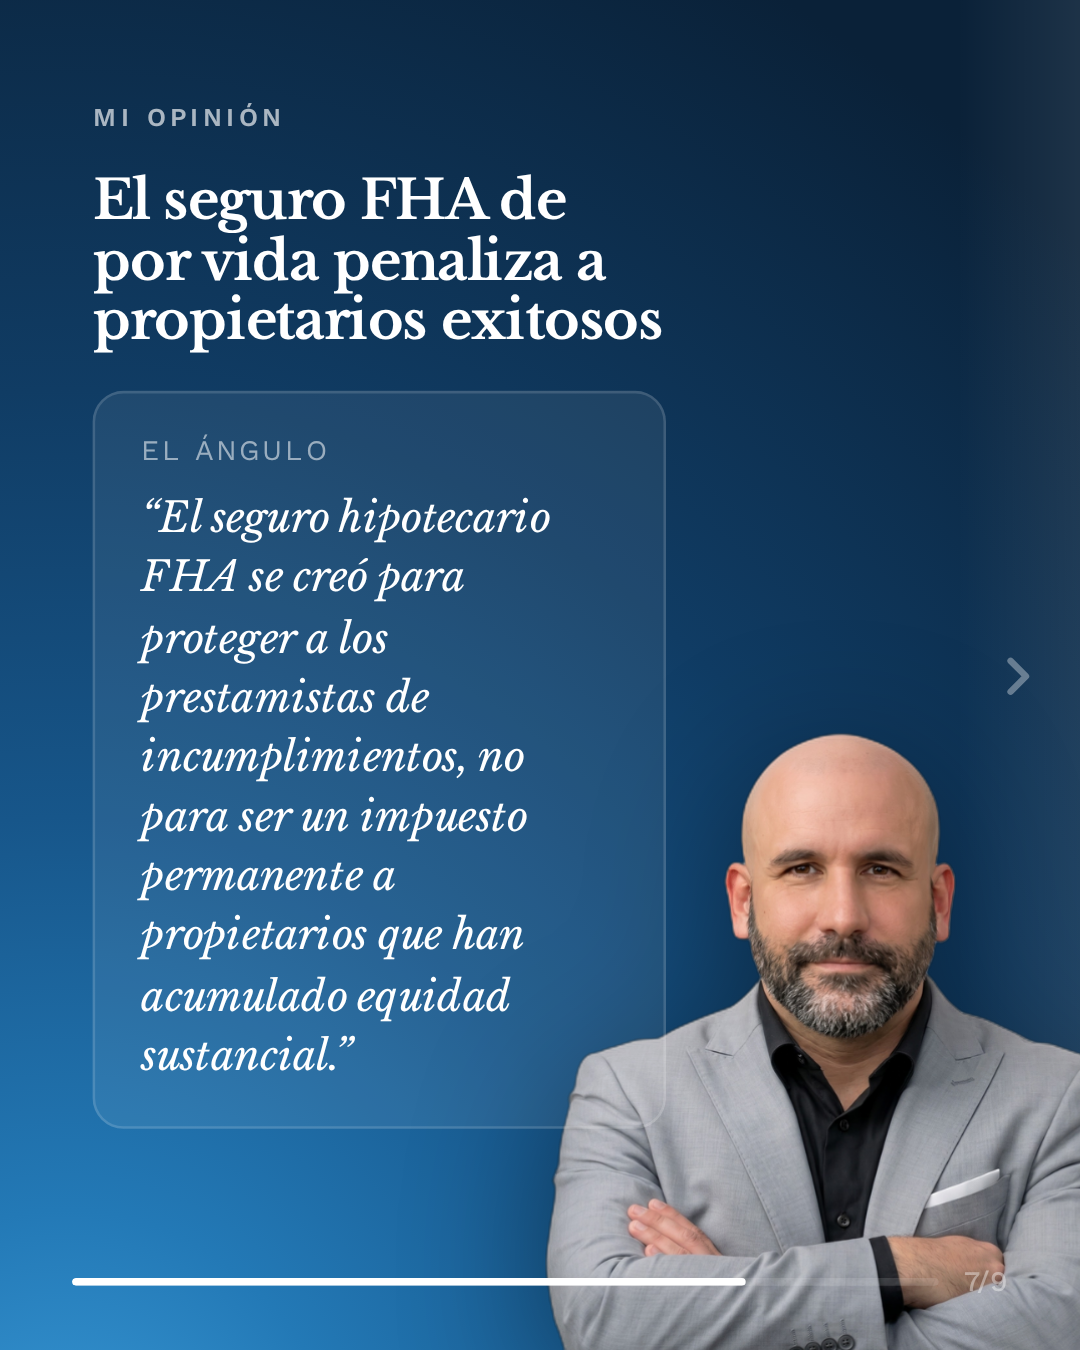 MI OPINIÓN
El seguro FHA de
por vida penaliza a
propietarios exitosos
EL ÁNGULO
“El seguro hipotecario
FHA se creó para
proteger a los
prestamistas de
incumplimientos, no
para ser un impuesto
permanente a
propietarios que han
acumulado equidad
sustancial.”
7/9